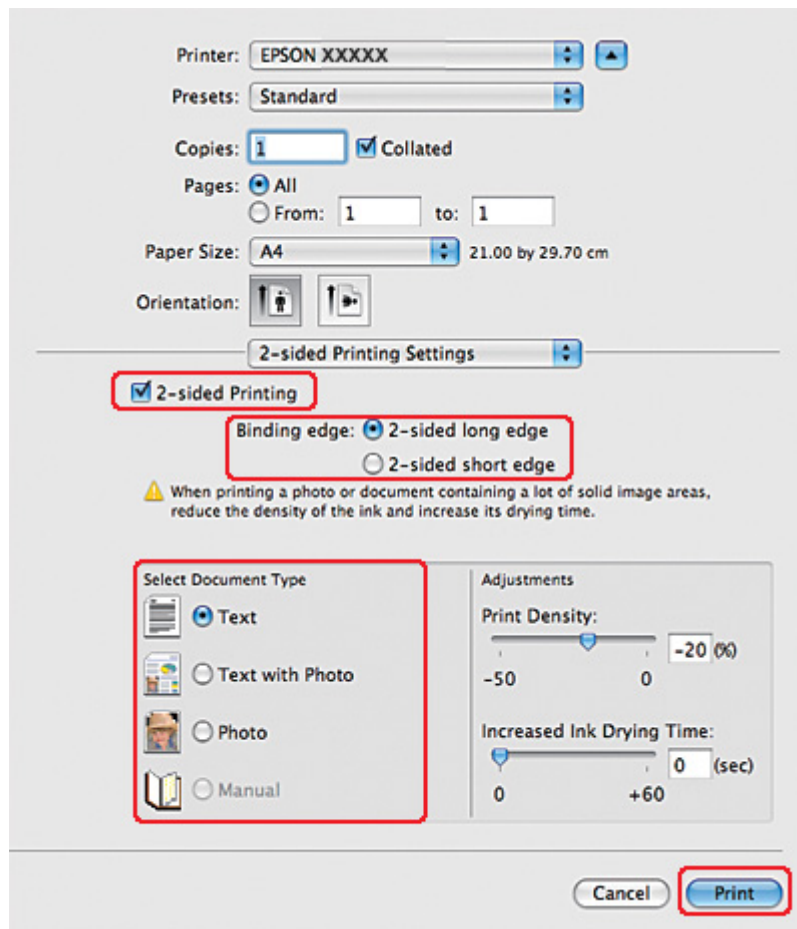 Printer: EPSON XXXXX
Presets: Standard
Copies: 1 Collated
Pages: All
From: 1 to: 1
Paper Size: A4 21.00 by 29.70 cm
Orientation:
2-sided Printing Settings
2-sided Printing
Binding edge: 2-sided long edge
2-sided short edge
When printing a photo or document containing a lot of solid image areas,
reduce the density of the ink and increase its drying time.
Select Document Type
Text
Text with Photo
Photo
Manual
Adjustments
Print Density:
-20 (%)
-50 0
Increased Ink Drying Time:
0 (sec)
0 +60
Cancel Print